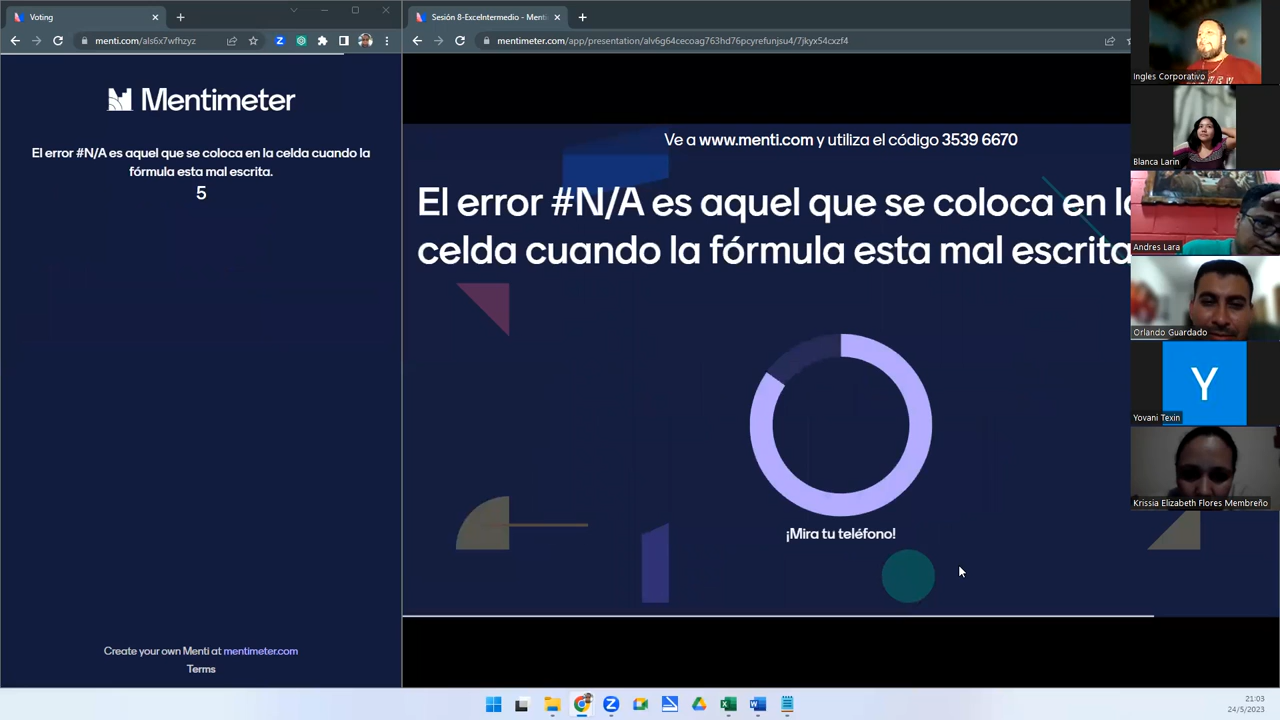 Voting
menti.com/als6x7wfhzyz
Mentimeter
El error #N/A es aquel que se coloca en la celda cuando la
fórmula esta mal escrita.
5
Create your own Menti at mentimeter.com
Terms
Sesión 8-ExceIntermedio - Menti
mentimeter.com/app/presentation/alv6g64cecoag763hd76pcyrefunjsu4/7jkyx54cxzf4
Ve a www.menti.com y utiliza el código 3539 6670
El error #N/A es aquel que se coloca en la
celda cuando la fórmula esta mal escrita
¡Mira tu teléfono!
Ingles Corporativo
Blanca Larin
Andres Lara
Orlando Guardado
Y
Yovani Texin
Krissia Elizabeth Flores Membreño
21:03
24/5/2023